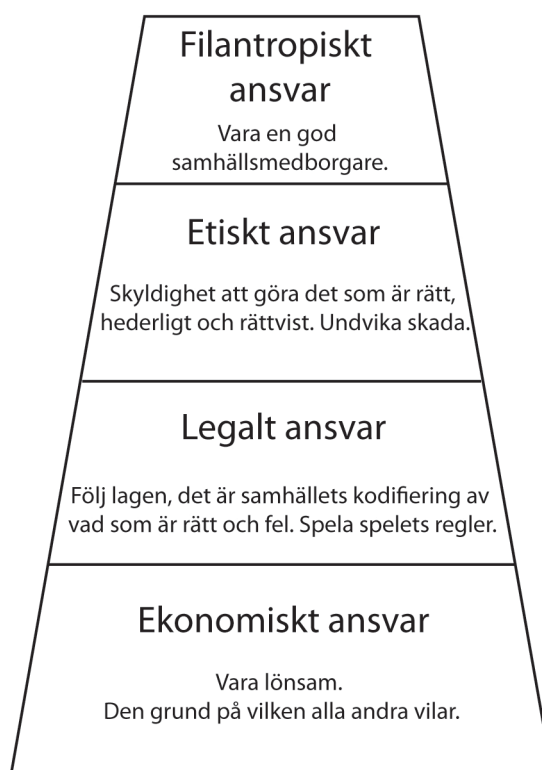 Filantropiskt
ansvar
Vara en god
samhällsmedborgare.
Etiskt ansvar
Skyldighet att göra det som är rätt,
hederligt och rättvist. Undvika skada.
Legalt ansvar
Följ lagen, det är samhällets kodifiering av
vad som är rätt och fel. Spela spelets regler.
Ekonomiskt ansvar
Vara lönsam.
Den grund på vilken alla andra vilar.